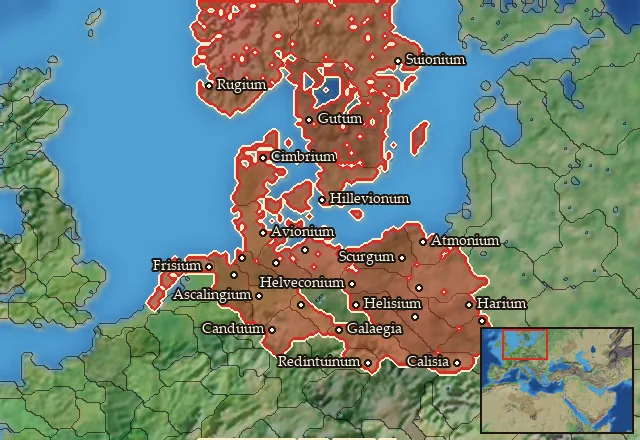 Suionium
Rugium
Gutum
Cimbrium
Hillevionum
Avionium
Atmonium
Scurgum
Frisium
Helveconium
Ascalingium
Helisium
Harium
Canduum
Galaegia
Redintuinum
Calisia